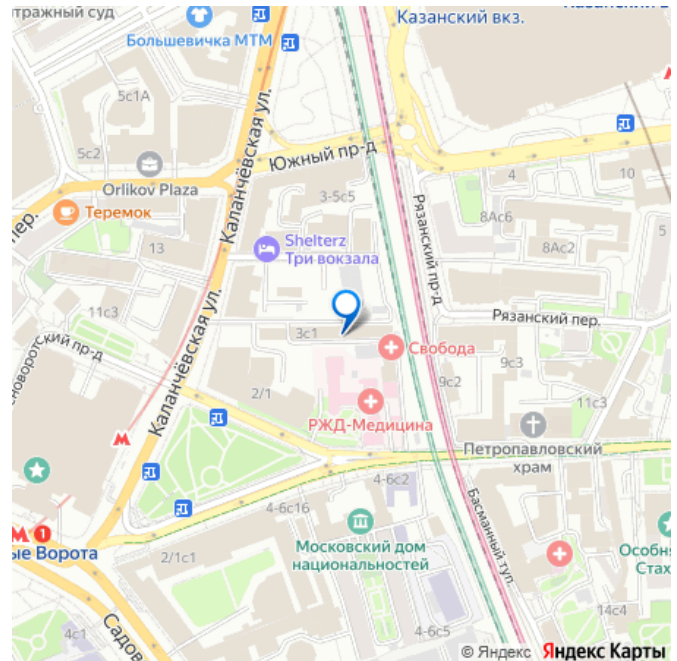 тражный суд
Большевичка МТМ
Казанский вкз.
5с1А
5с2
Orlikov Plaza
Теремок
пер.
13
11с3
Каланчёвская ул.
Южный пр-д
3-5с5
Shelterz
Три вокзала
4
10
8Ас6
8Ас2
5
Рязанский пр-д
Рязанский пер.
Каланчёвская ул.
3с1
Свобода
9с3
9с2
11с3
2/1
РЖД-Медицина
Петропавловский
храм
4-6с2
4-6с16
Басманный туп.
М
М 1
ые Ворота
2/1с1
Московский дом
национальностей
Особня
Стах
14с4
4-6с5
4с1
Садов
© Яндекс Яндекс Карты